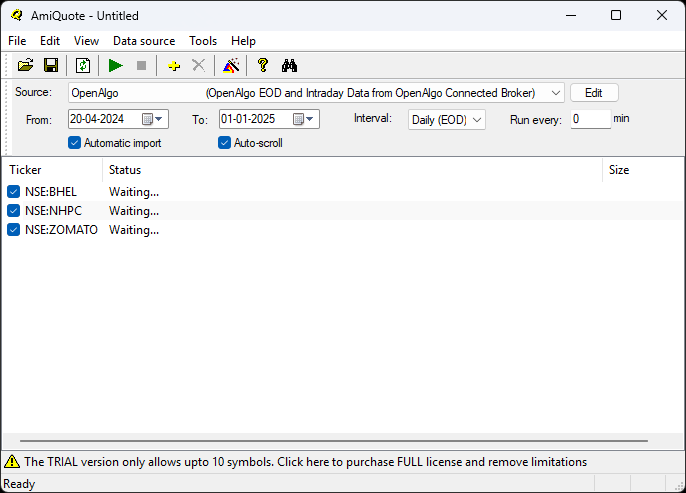 AmiQuote - Untitled
File Edit View Data source Tools Help
Source: OpenAlgo (OpenAlgo EOD and Intraday Data from OpenAlgo Connected Broker) Edit
From: 20-04-2024 To: 01-01-2025 Interval: Daily (EOD) Run every: 0 min
Automatic import Auto-scroll
Ticker Status Size
NSE:BHEL Waiting...
NSE:NHPC Waiting...
NSE:ZOMATO Waiting...
The TRIAL version only allows upto 10 symbols. Click here to purchase FULL license and remove limitations
Ready